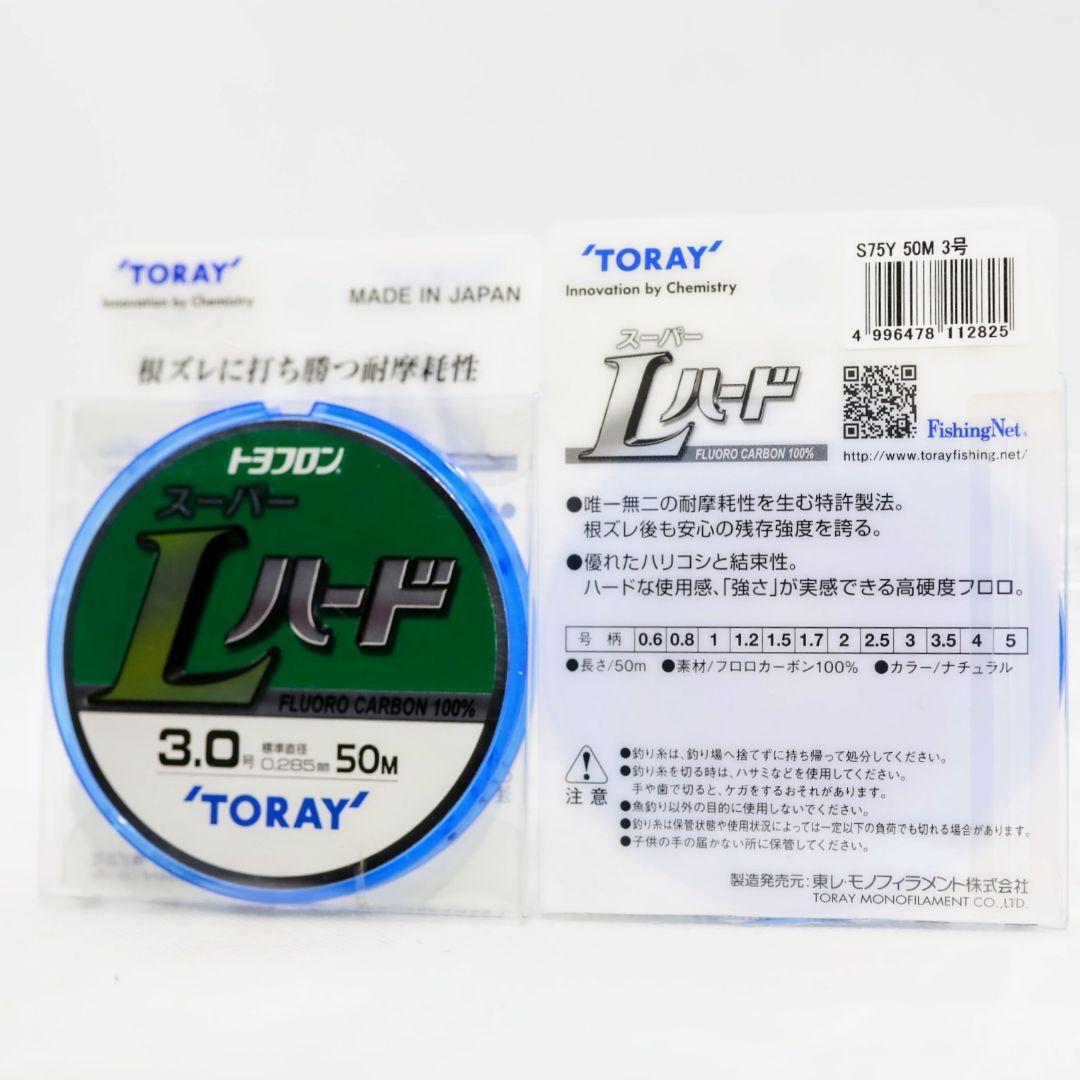 'TORAY'
Innovation by Chemistry
MADE IN JAPAN
根ズレに打ち勝つ耐摩耗性
トヨフロン
スーパー
Lハード
FLUORO CARBON 100%
3.0号 標準直径 0.285mm 50M
'TORAY'
'TORAY'
Innovation by Chemistry
S75Y 50M 3号
4 996478 112825
スーパー
Lハード
FLUORO CARBON 100%
FishingNet
http://www.torayfishing.net/
●唯一無二の耐摩耗性を生む特許製法。
根ズレ後も安心の残存強度を誇る。
●優れたハリコシと結束性。
ハードな使用感、「強さ」が実感できる高硬度フロロ。
号柄 0.6 0.8 1 1.2 1.5 1.7 2 2.5 3 3.5 4 5
●長さ/50m ●素材/フロロカーボン100% ●カラー/ナチュラル
注意
●釣り糸は、釣り場へ捨てずに持ち帰って処分してください。
●釣り糸を切る時は、ハサミなどを使用してください。
手や歯で切ると、ケガをするおそれがあります。
●魚釣り以外の目的に使用しないでください。
●釣り糸は保管状態や使用状況によっては一定以下の負荷でも切れる場合があります。
●子供の手の届かない所に保管してください。
製造発売元:東レ・モノフィラメント株式会社
TORAY MONOFILAMENT CO.,LTD.